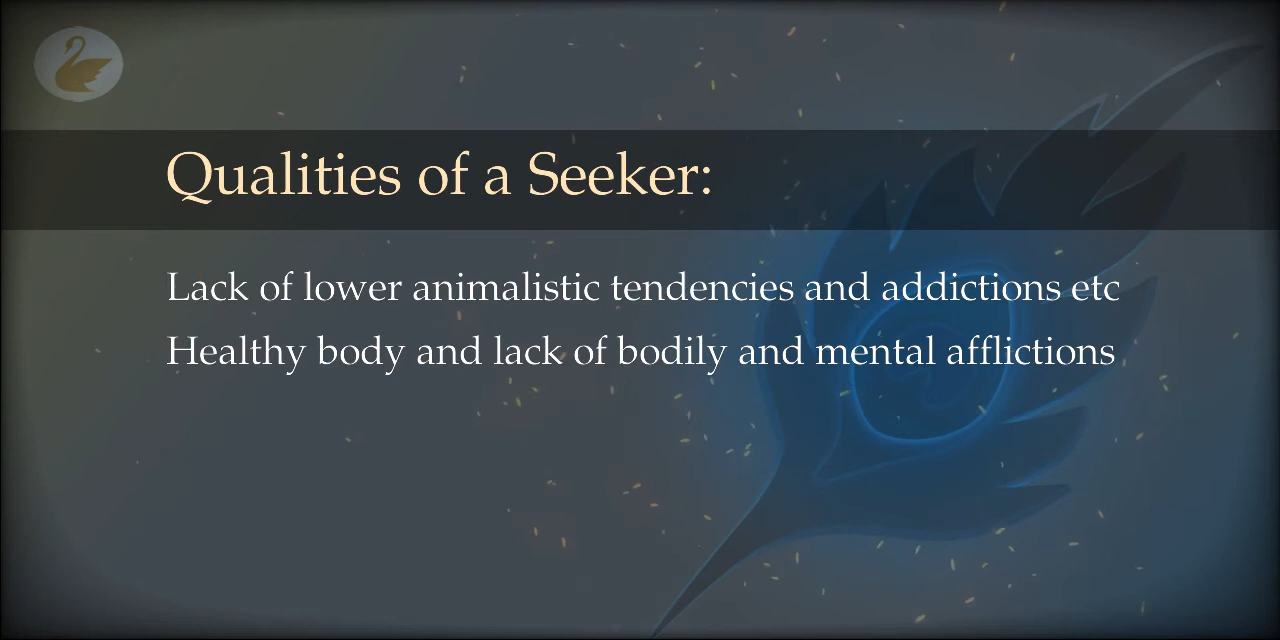 Qualities of a Seeker:
Lack of lower animalistic tendencies and addictions etc
Healthy body and lack of bodily and mental afflictions